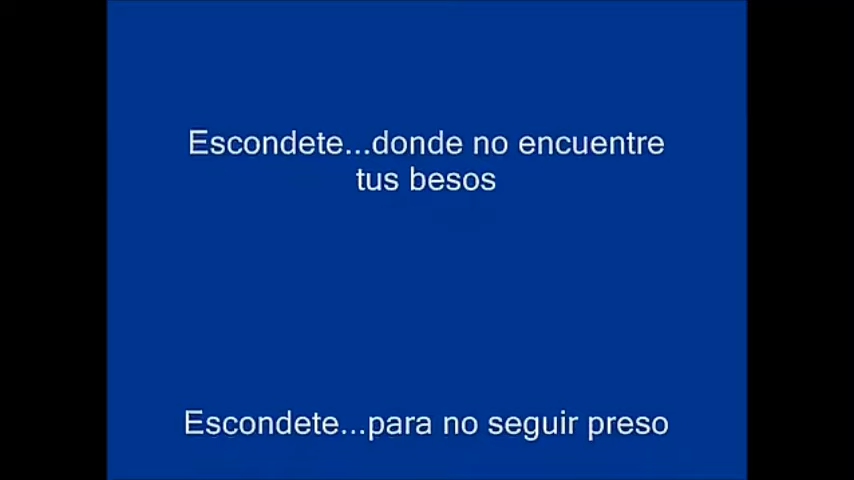 Escondete...donde no encuentre
tus besos
Escondete...para no seguir preso